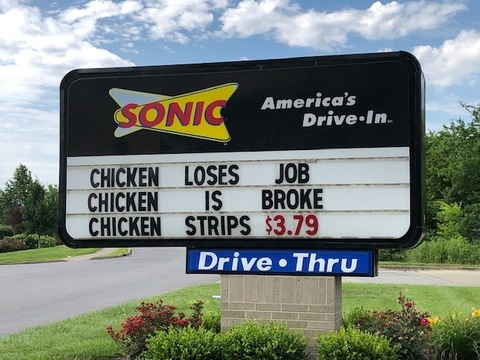 SONIC
America's
Drive•In
CHICKEN LOSES JOB
CHICKEN IS BROKE
CHICKEN STRIPS $3.79
Drive • Thru